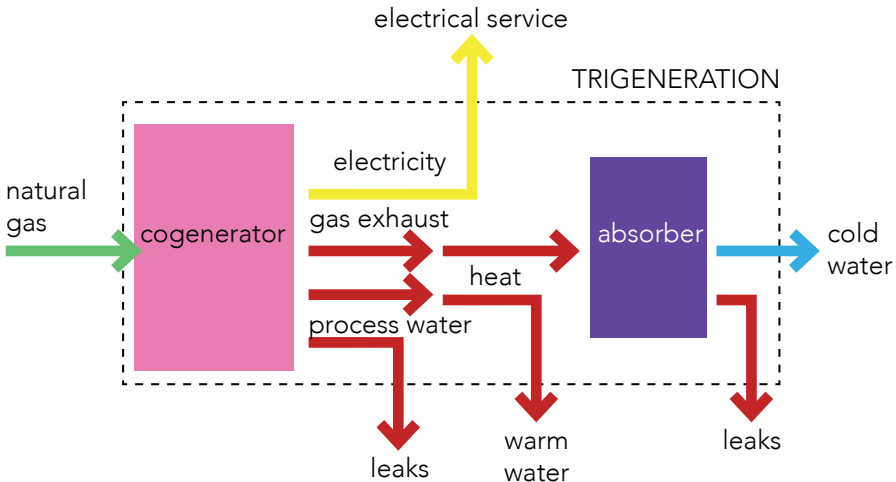 electrical service
TRIGENERATION
electricity
natural
gas
gas exhaust
cogenerator
absorber
cold
water
heat
process water
leaks
warm
water
leaks